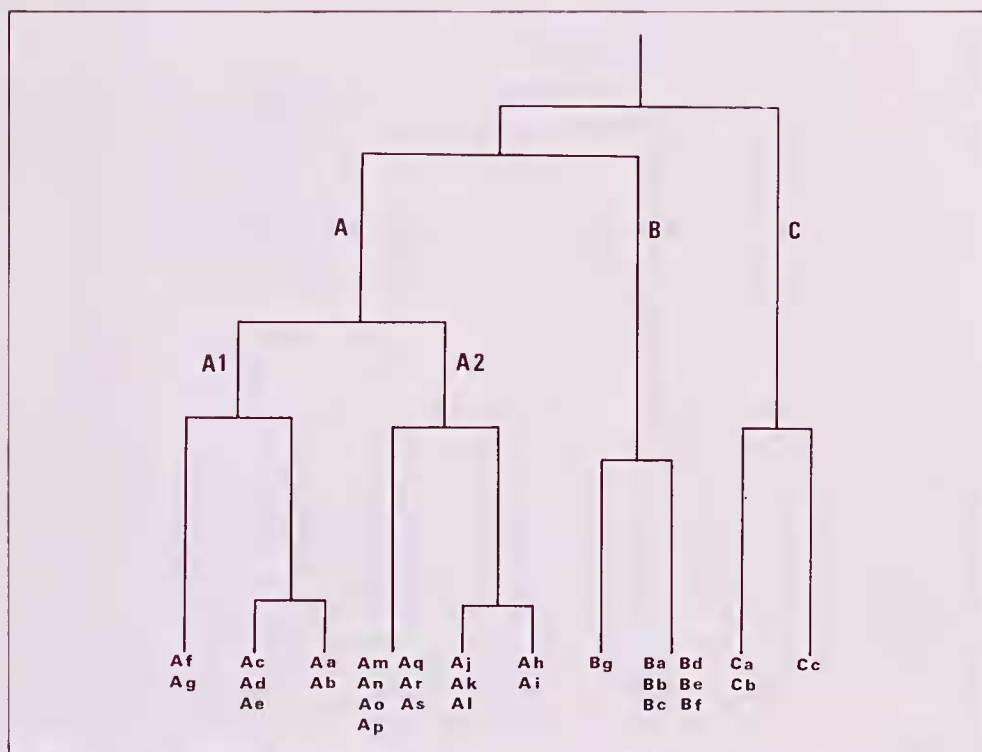 A B C
A1 A2
Af Ac Aa Am Aq Aj Ah Bg Ba Bd Ca Cc
Ag Ad Ab An Ar Ak Ai Bb Be Cb
Ae Ao As Al Bc Bf
Ap